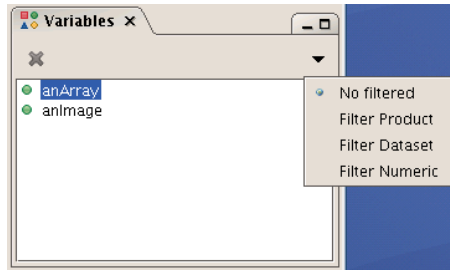 Variables
anArray
anImage
No filtered
Filter Product
Filter Dataset
Filter Numeric